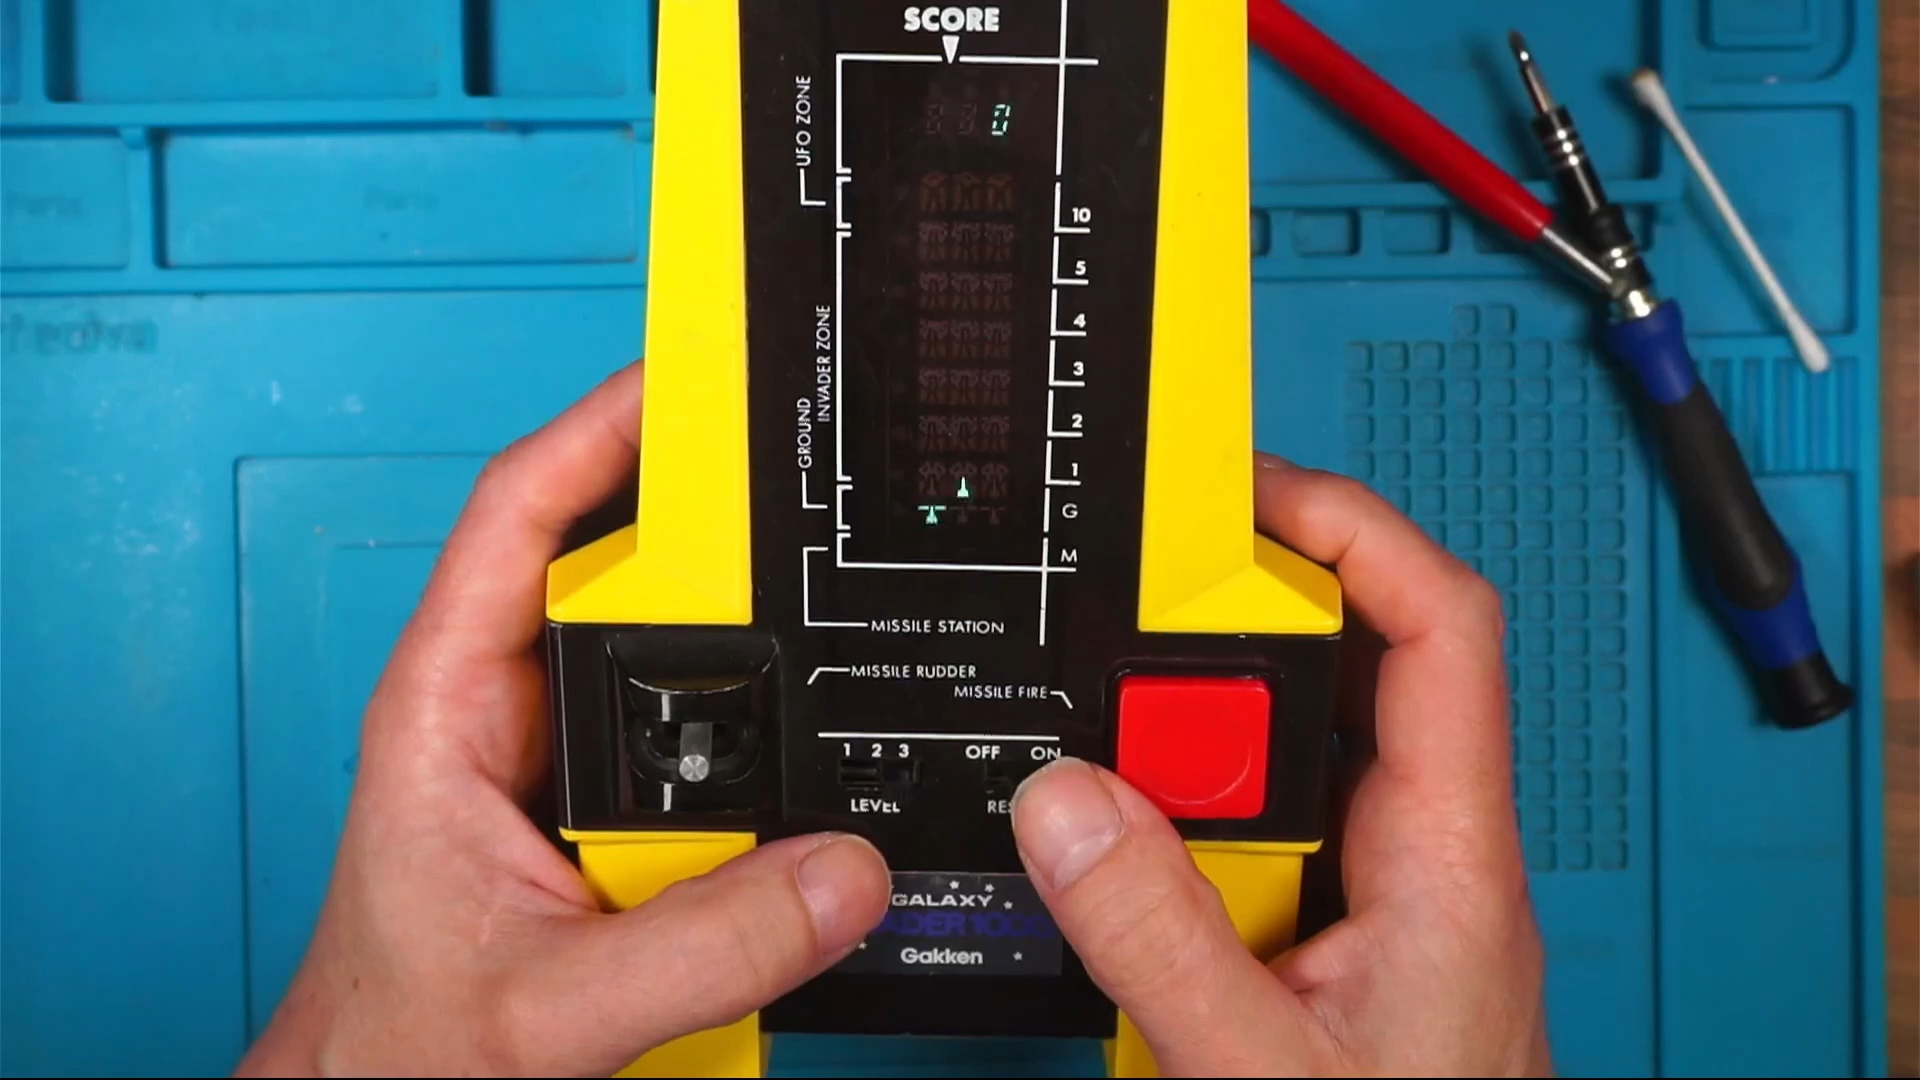 SCORE
UFO ZONE
0
10
5
4
3
2
1
G
M
INVADER ZONE
GROUND
MISSILE STATION
MISSILE RUDDER
MISSILE FIRE
1 2 3
OFF ON
LEVEL
GALAXY
Gakken